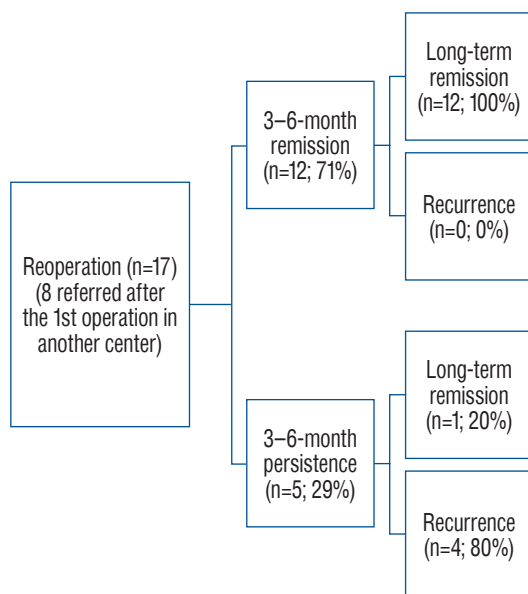 Reoperation (n=17)
(8 referred after
the 1st operation in
another center)
3–6-month
remission
(n=12; 71%)
Long-term
remission
(n=12; 100%)
Recurrence
(n=0; 0%)
3–6-month
persistence
(n=5; 29%)
Long-term
remission
(n=1; 20%)
Recurrence
(n=4; 80%)